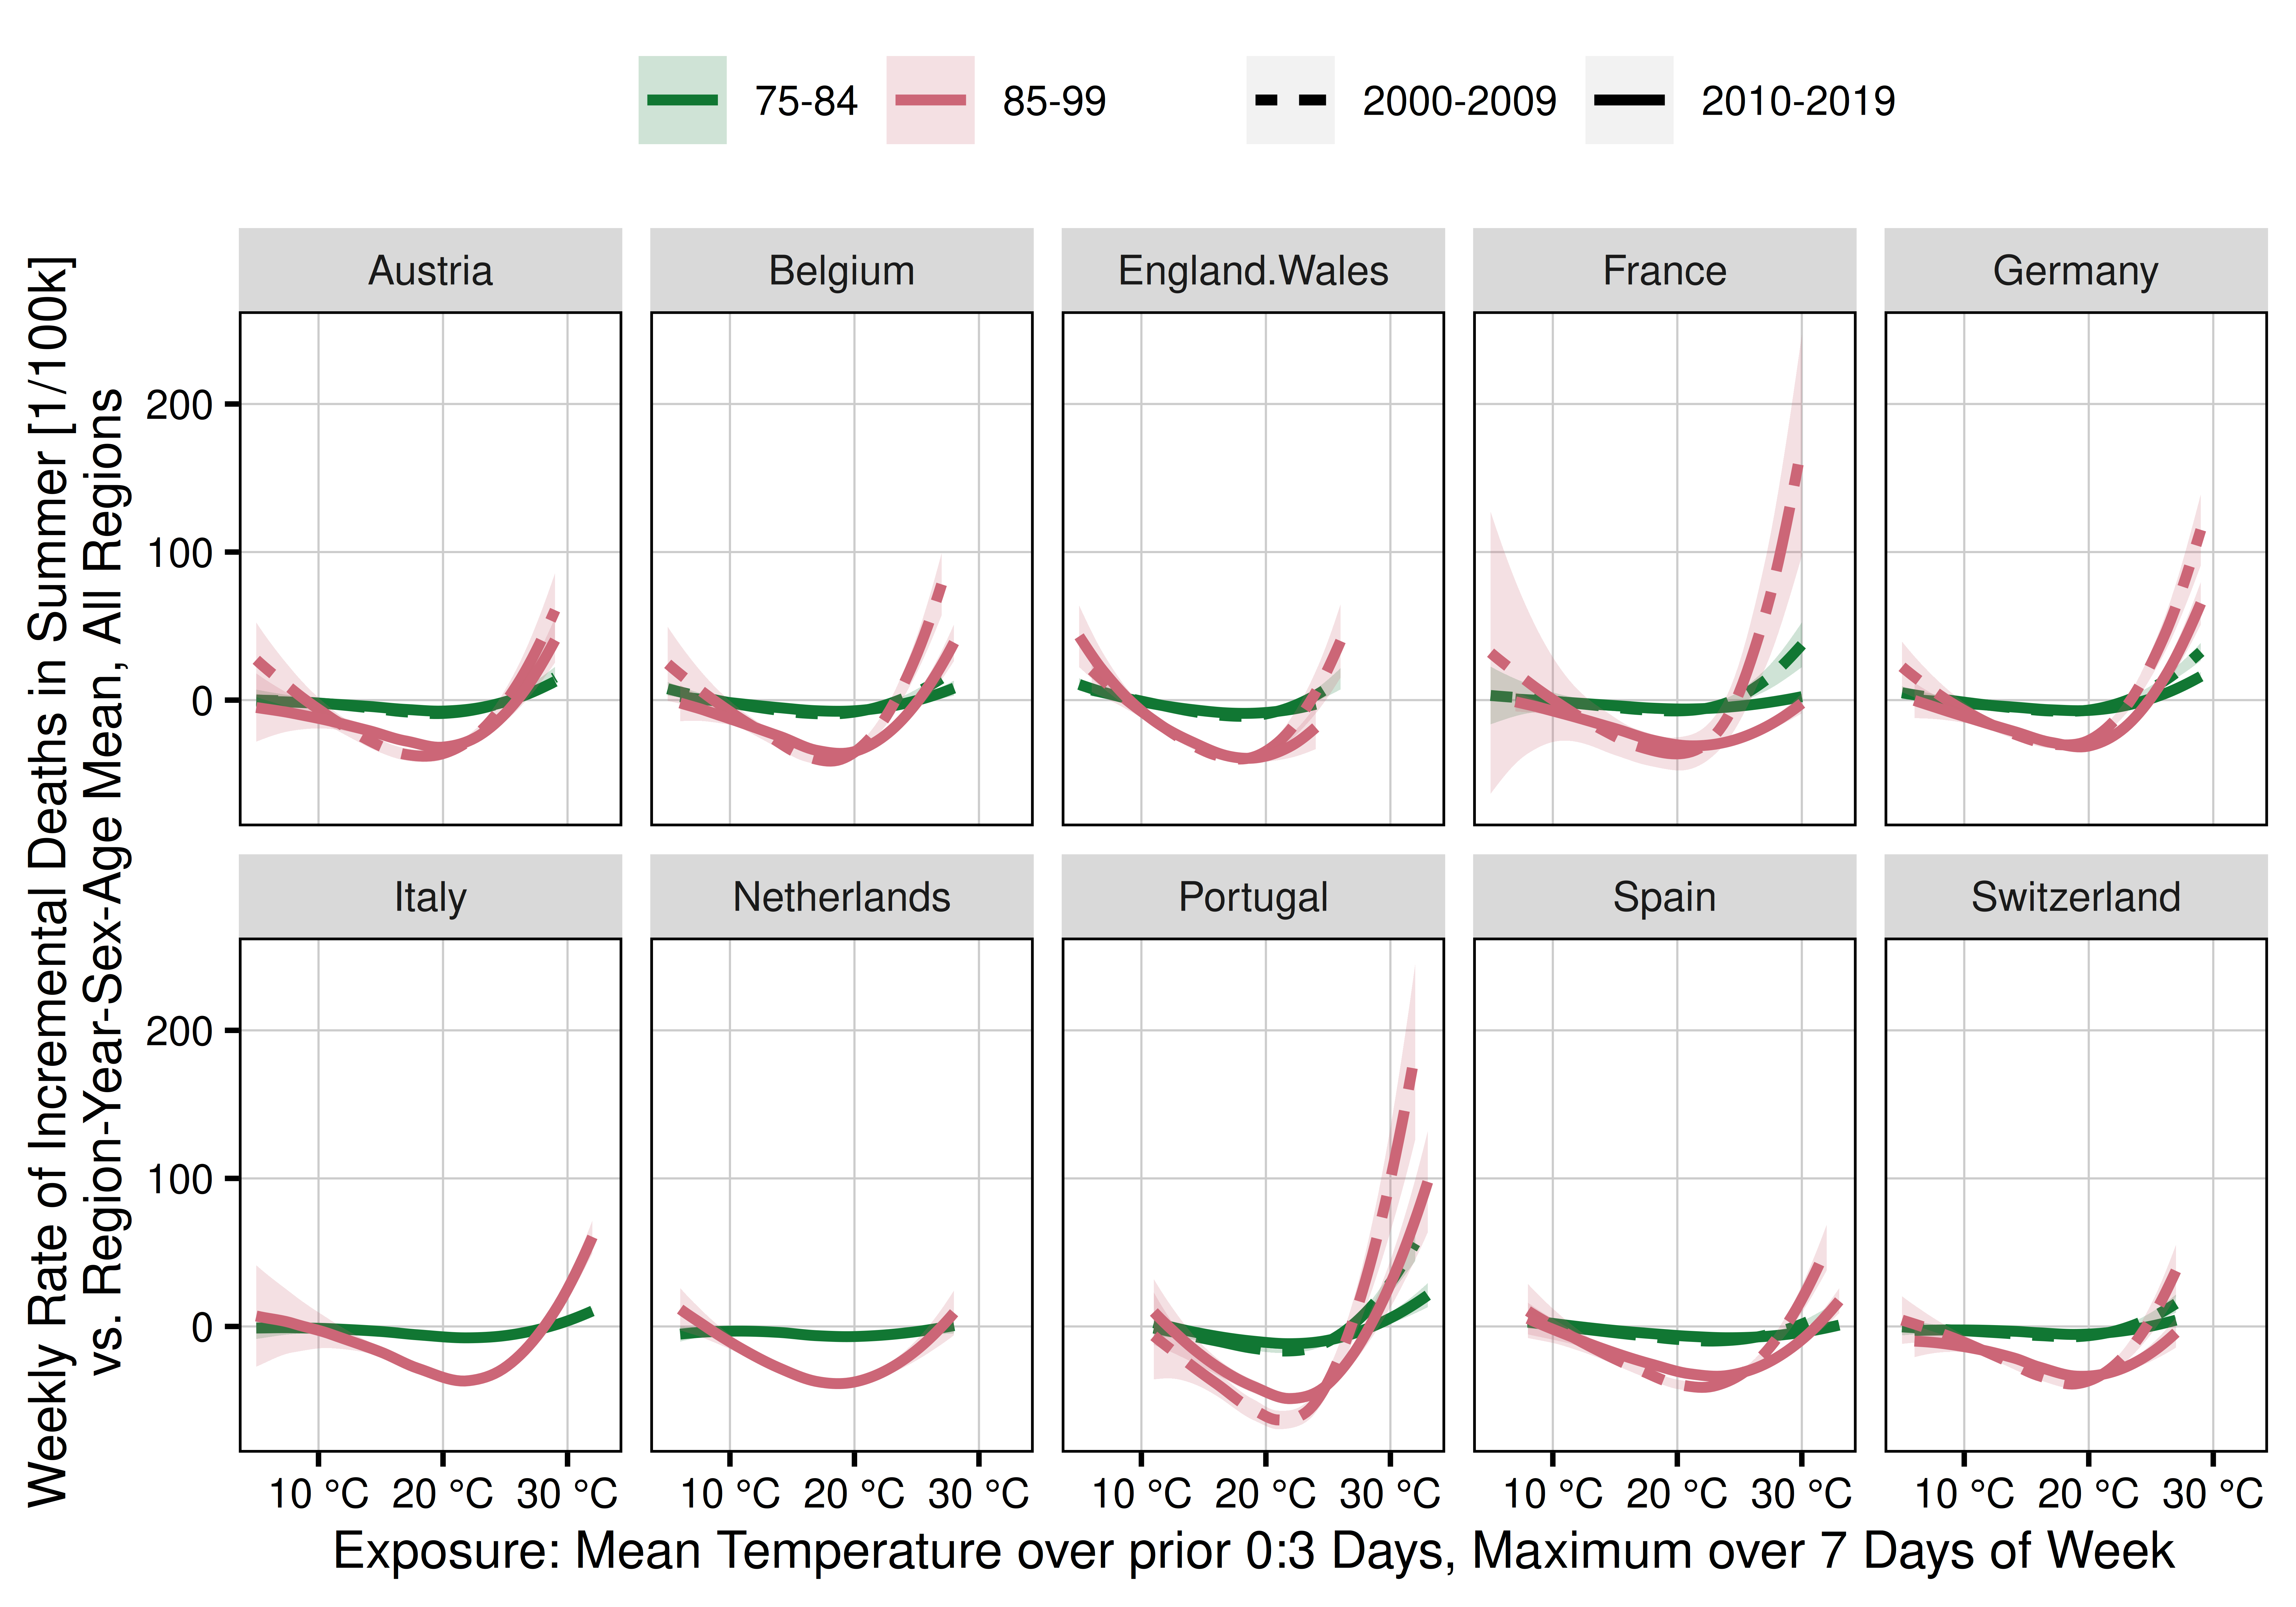 75-84 85-99 2000-2009 2010-2019
Weekly Rate of Incremental Deaths in Summer [1/100k]
vs. Region-Year-Sex-Age Mean, All Regions
Austria Belgium England.Wales France Germany
200
100
0
Italy Netherlands Portugal Spain Switzerland
200
100
0
10 °C 20 °C 30 °C 10 °C 20 °C 30 °C 10 °C 20 °C 30 °C 10 °C 20 °C 30 °C 10 °C 20 °C 30 °C
Exposure: Mean Temperature over prior 0:3 Days, Maximum over 7 Days of Week